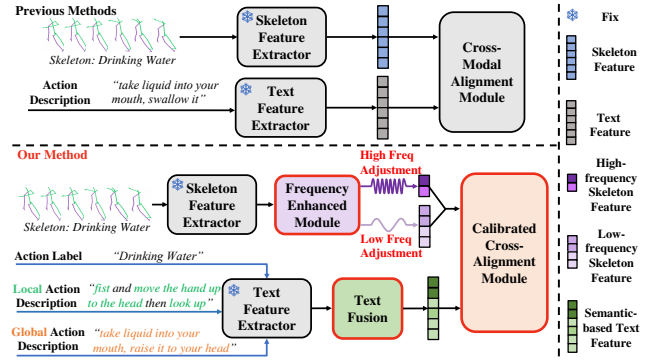 Previous Methods
Skeleton: Drinking Water
Skeleton
Feature
Extractor
Action
Description
"take liquid into your
mouth, swallow it"
Text
Feature
Extractor
Cross-
Modal
Alignment
Module
Our Method
Skeleton: Drinking Water
Skeleton
Feature
Extractor
Frequency
Enhanced
Module
High Freq
Adjustment
Low Freq
Adjustment
Calibrated
Cross-
Alignment
Module
Action Label
"Drinking Water"
Local Action
Description
"fist and move the hand up
to the head then look up"
Global Action
Description
"take liquid into your
mouth, raise it to your head"
Text
Feature
Extractor
Text
Fusion
Fix
Skeleton
Feature
Text
Feature
High-
frequency
Skeleton
Feature
Low-
frequency
Skeleton
Feature
Semantic-
based Text
Feature